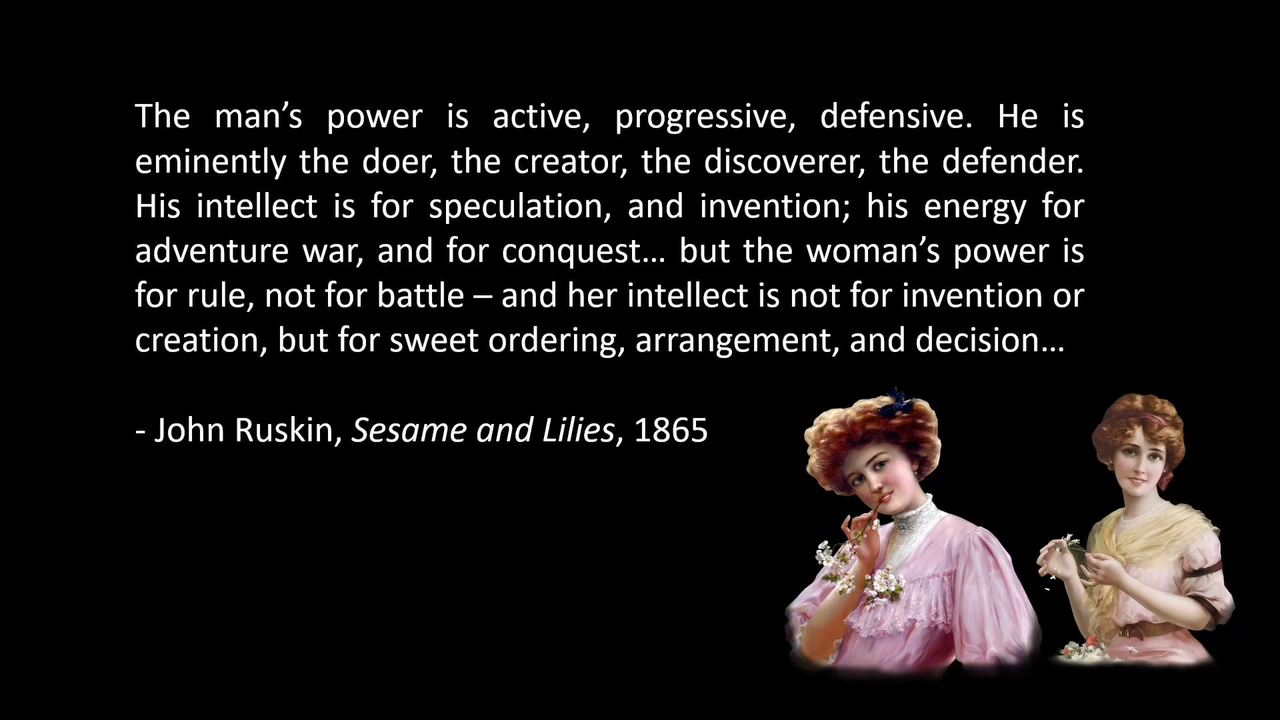 The man’s power is active, progressive, defensive. He is
eminently the doer, the creator, the discoverer, the defender.
His intellect is for speculation, and invention; his energy for
adventure war, and for conquest… but the woman’s power is
for rule, not for battle – and her intellect is not for invention or
creation, but for sweet ordering, arrangement, and decision…
- John Ruskin, Sesame and Lilies, 1865